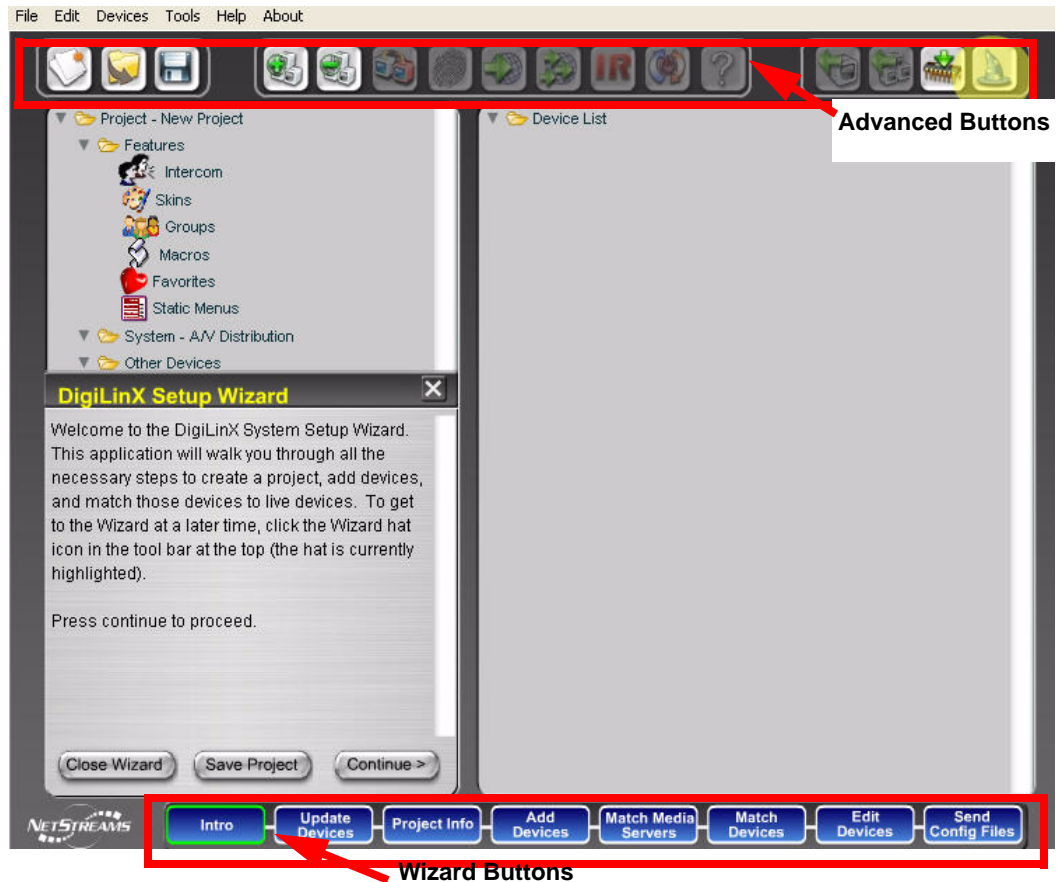 File Edit Devices Tools Help About
IR ?
Advanced Buttons
Project - New Project
Features
Intercom
Skins
Groups
Macros
Favorites
Static Menus
System - A/V Distribution
Other Devices
Device List
DigiLinX Setup Wizard
Welcome to the DigiLinX System Setup Wizard.
This application will walk you through all the
necessary steps to create a project, add devices,
and match those devices to live devices. To get
to the Wizard at a later time, click the Wizard hat
icon in the tool bar at the top (the hat is currently
highlighted).
Press continue to proceed.
Close Wizard Save Project Continue >
NETSTREAMS
Intro
Update
Devices
Project Info
Add
Devices
Match Media
Servers
Match
Devices
Edit
Devices
Send
Config Files
Wizard Buttons